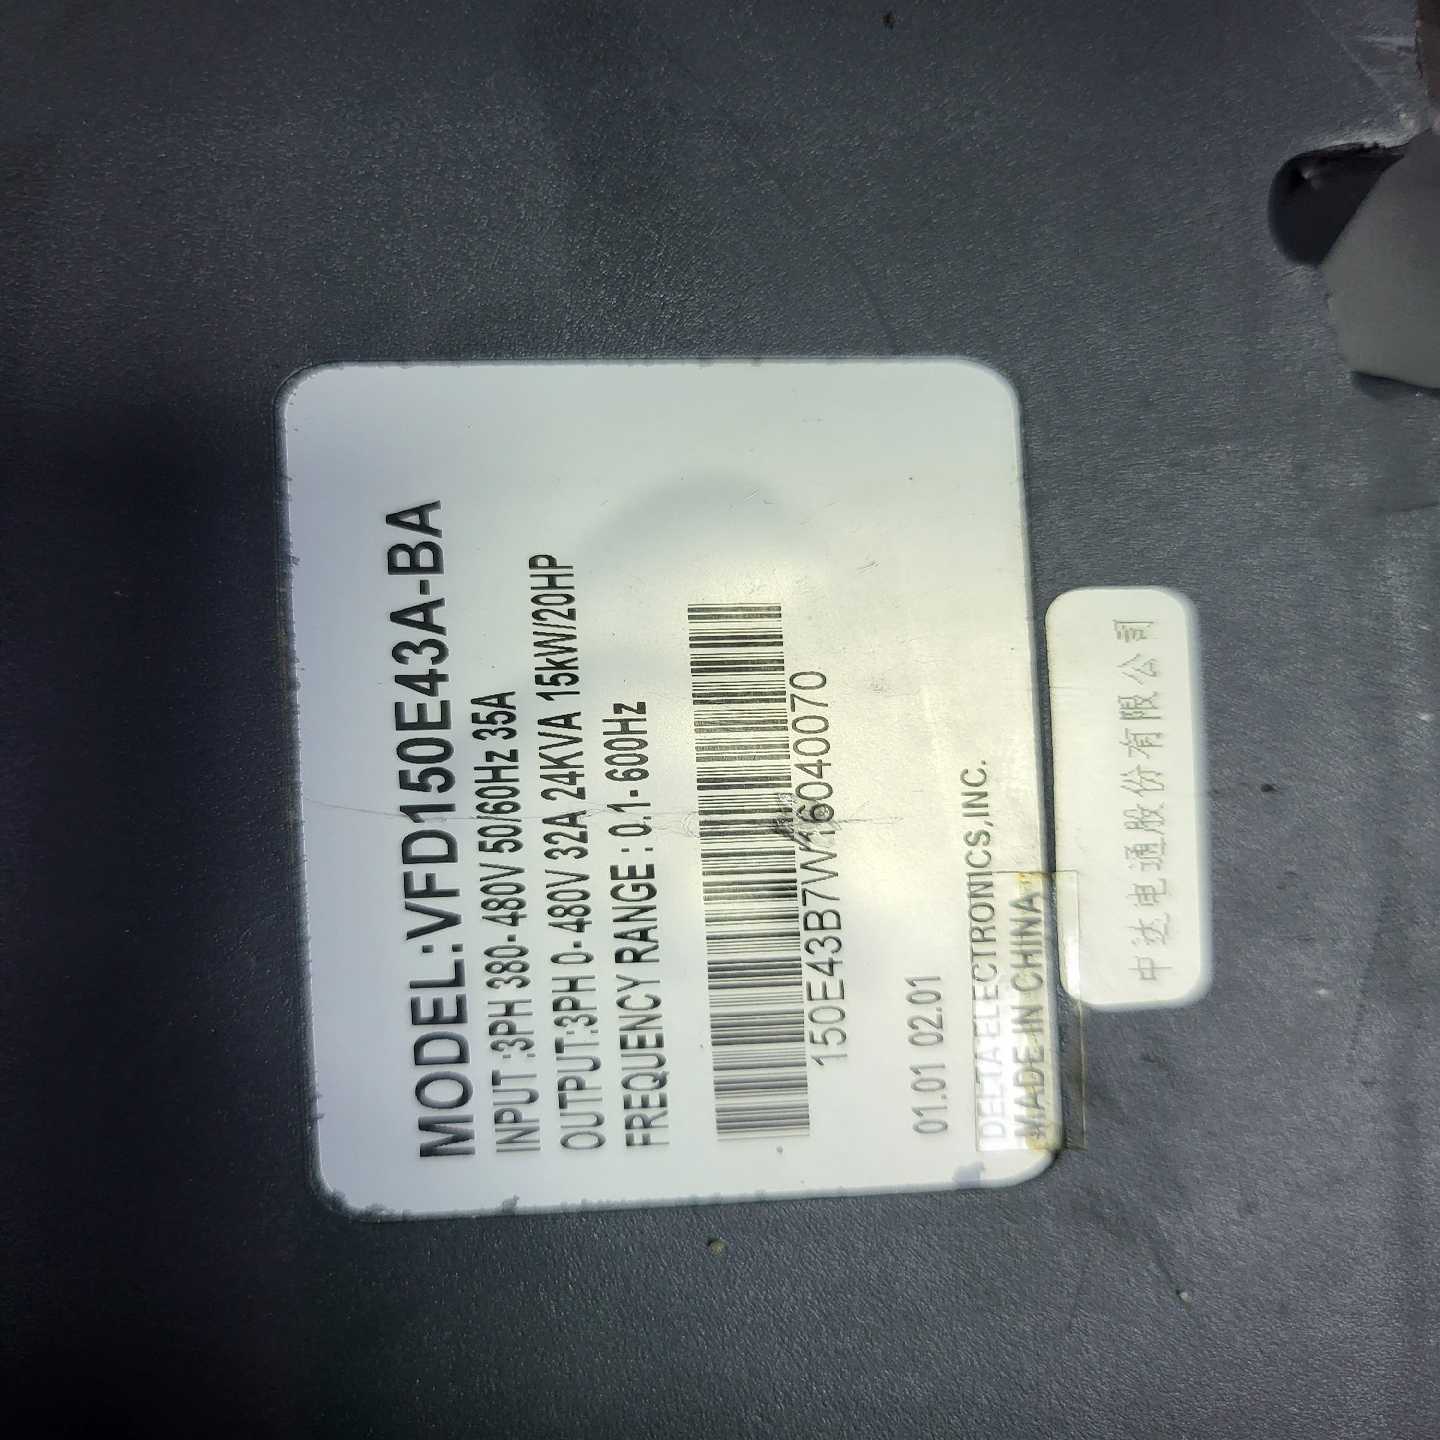 MODEL:VFD150E43A-BA
INPUT :3PH 380-480V 50/60Hz 35A
OUTPUT:3PH 0-480V 32A 24KVA 15kW/20HP
FREQUENCY RANGE : 0.1-600Hz
150E43B7W16040070
01.01 02.01
DELTA ELECTRONICS,INC.
MADE IN CHINA
中达电通股份有限公司